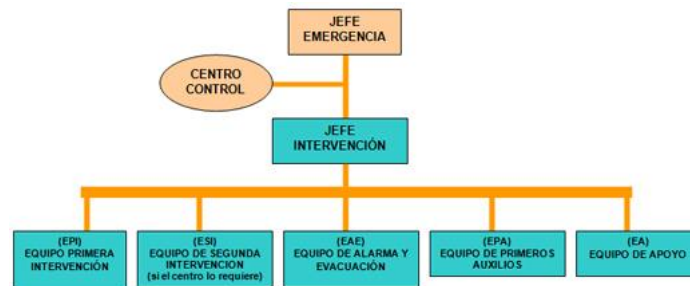 JEFE
EMERGENCIA
CENTRO
CONTROL
JEFE
INTERVENCIÓN
(EPI)
EQUIPO PRIMERA
INTERVENCIÓN
(ESI)
EQUIPO DE SEGUNDA
INTERVENCION
(si el centro lo requiere)
(EAE)
EQUIPO DE ALARMA Y
EVACUACIÓN
(EPA)
EQUIPO DE PRIMEROS
AUXILIOS
(EA)
EQUIPO DE APOYO